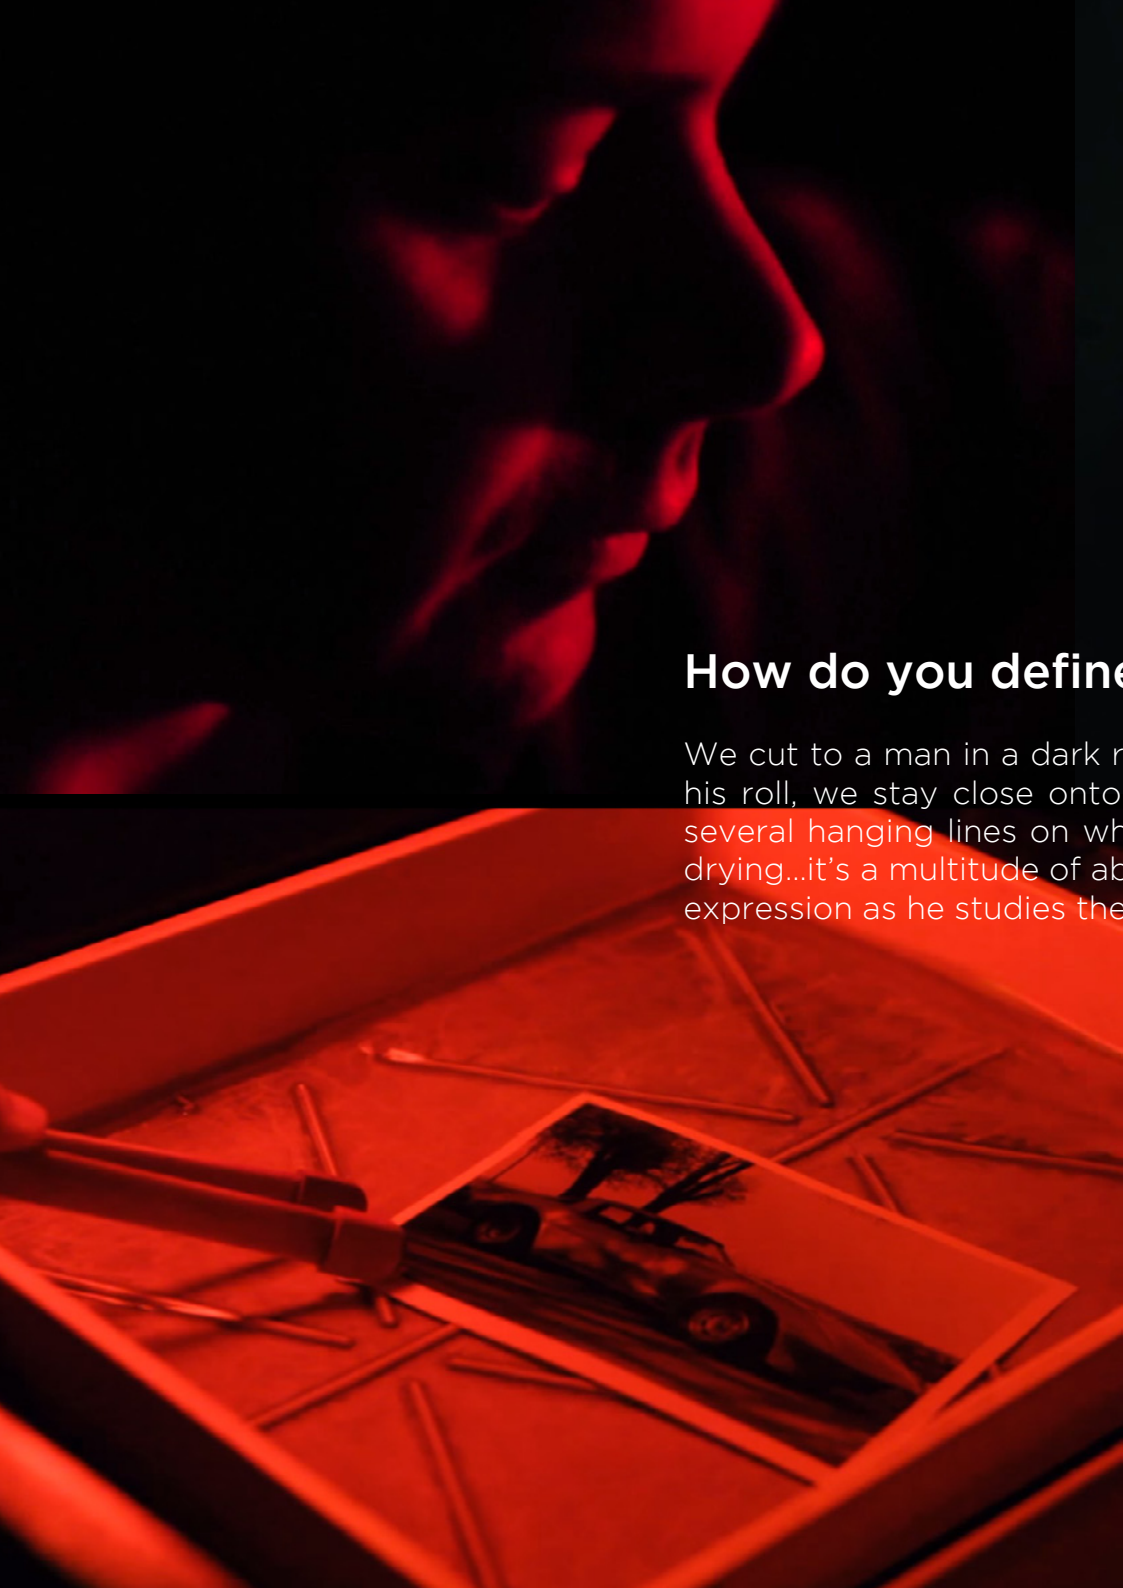 How do you define
We cut to a man in a dark
his roll, we stay close onto
several hanging lines on
drying...it’s a multitude of
expression as he studies the